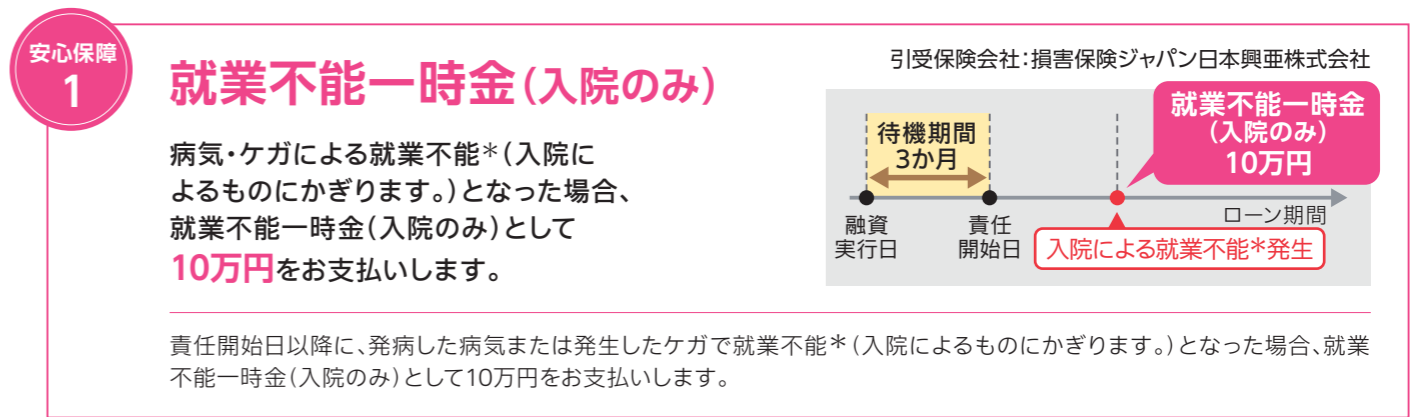 安心保障
1
就業不能一時金(入院のみ)
病気・ケガによる就業不能＊(入院に
よるものにかぎります。)となった場合、
就業不能一時金(入院のみ)として
10万円をお支払いします。
引受保険会社:損害保険ジャパン日本興亜株式会社
就業不能一時金
(入院のみ)
10万円
待機期間
3か月
ローン期間
融資
実行日
責任
開始日
入院による就業不能＊発生
責任開始日以降に、発病した病気または発生したケガで就業不能＊(入院によるものにかぎります。)となった場合、就業
不能一時金(入院のみ)として10万円をお支払いします。